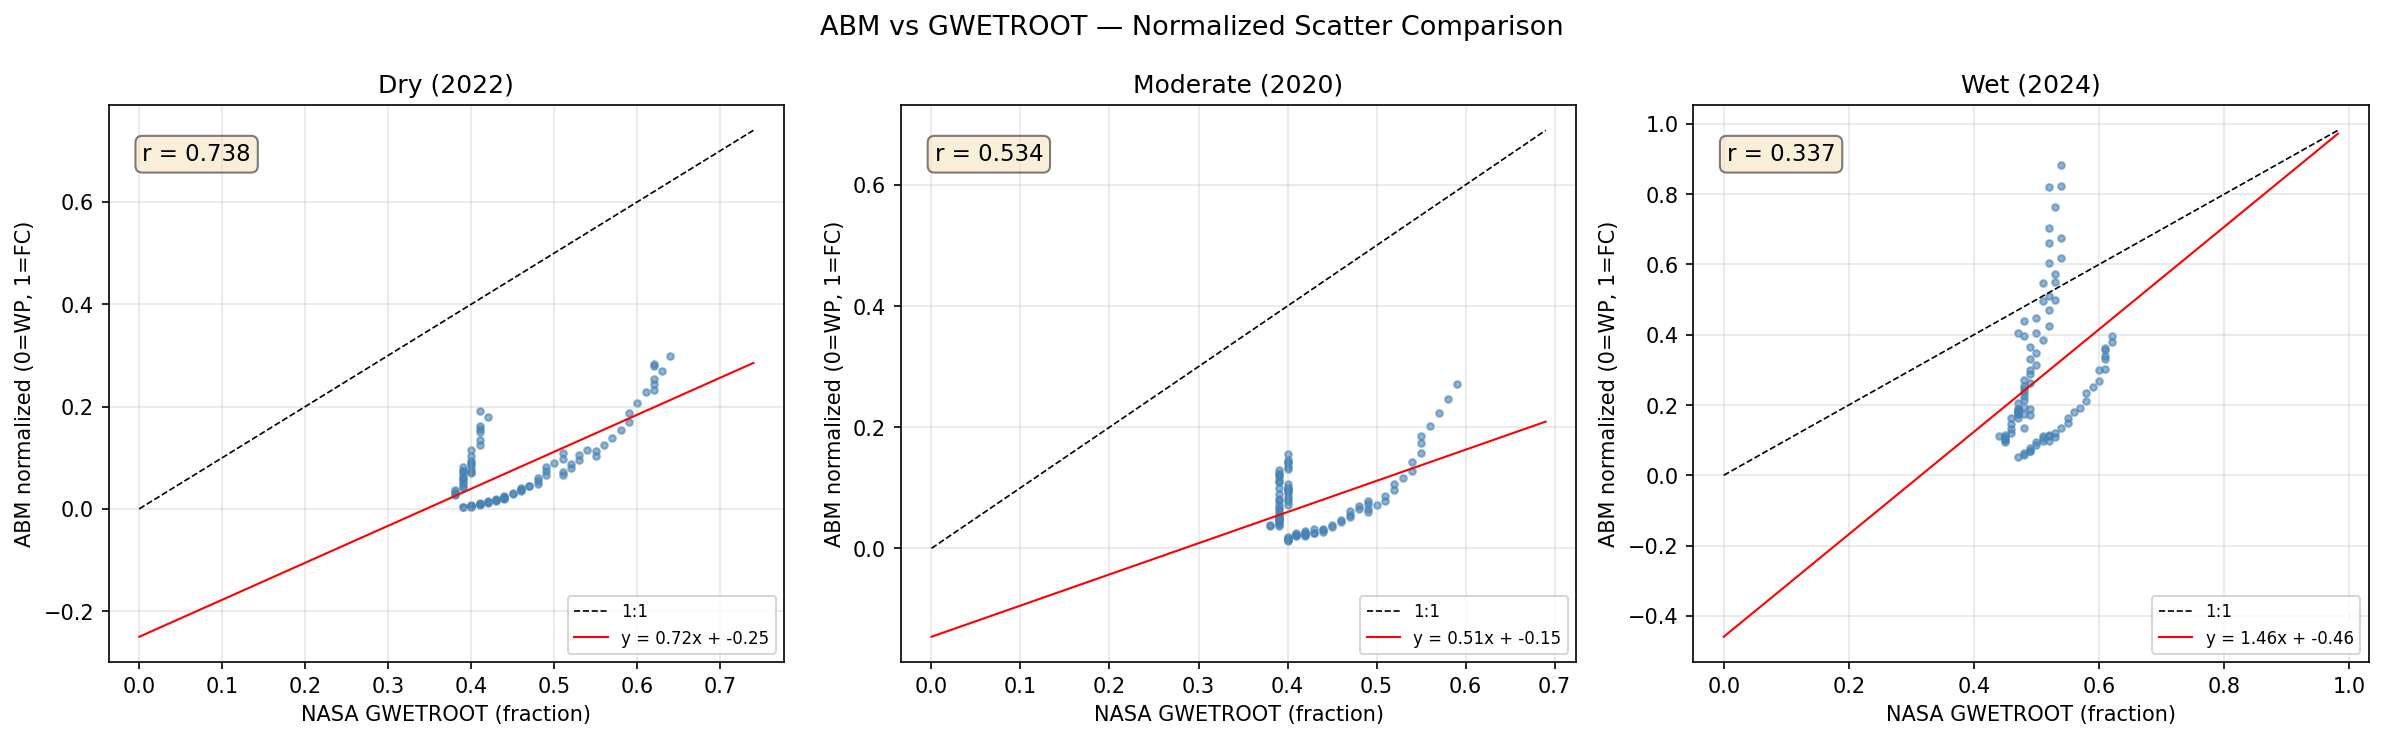 ABM vs GWETROOT — Normalized Scatter Comparison
Dry (2022)
r = 0.738
ABM normalized (0=WP, 1=FC)
0.6
0.4
0.2
0.0
−0.2
0.0 0.1 0.2 0.3 0.4 0.5 0.6 0.7
NASA GWETROOT (fraction)
1:1
y = 0.72x + -0.25
Moderate (2020)
r = 0.534
ABM normalized (0=WP, 1=FC)
0.6
0.4
0.2
0.0
0.0 0.1 0.2 0.3 0.4 0.5 0.6 0.7
NASA GWETROOT (fraction)
1:1
y = 0.51x + -0.15
Wet (2024)
r = 0.337
ABM normalized (0=WP, 1=FC)
1.0
0.8
0.6
0.4
0.2
0.0
−0.2
−0.4
0.0 0.2 0.4 0.6 0.8 1.0
NASA GWETROOT (fraction)
1:1
y = 1.46x + -0.46